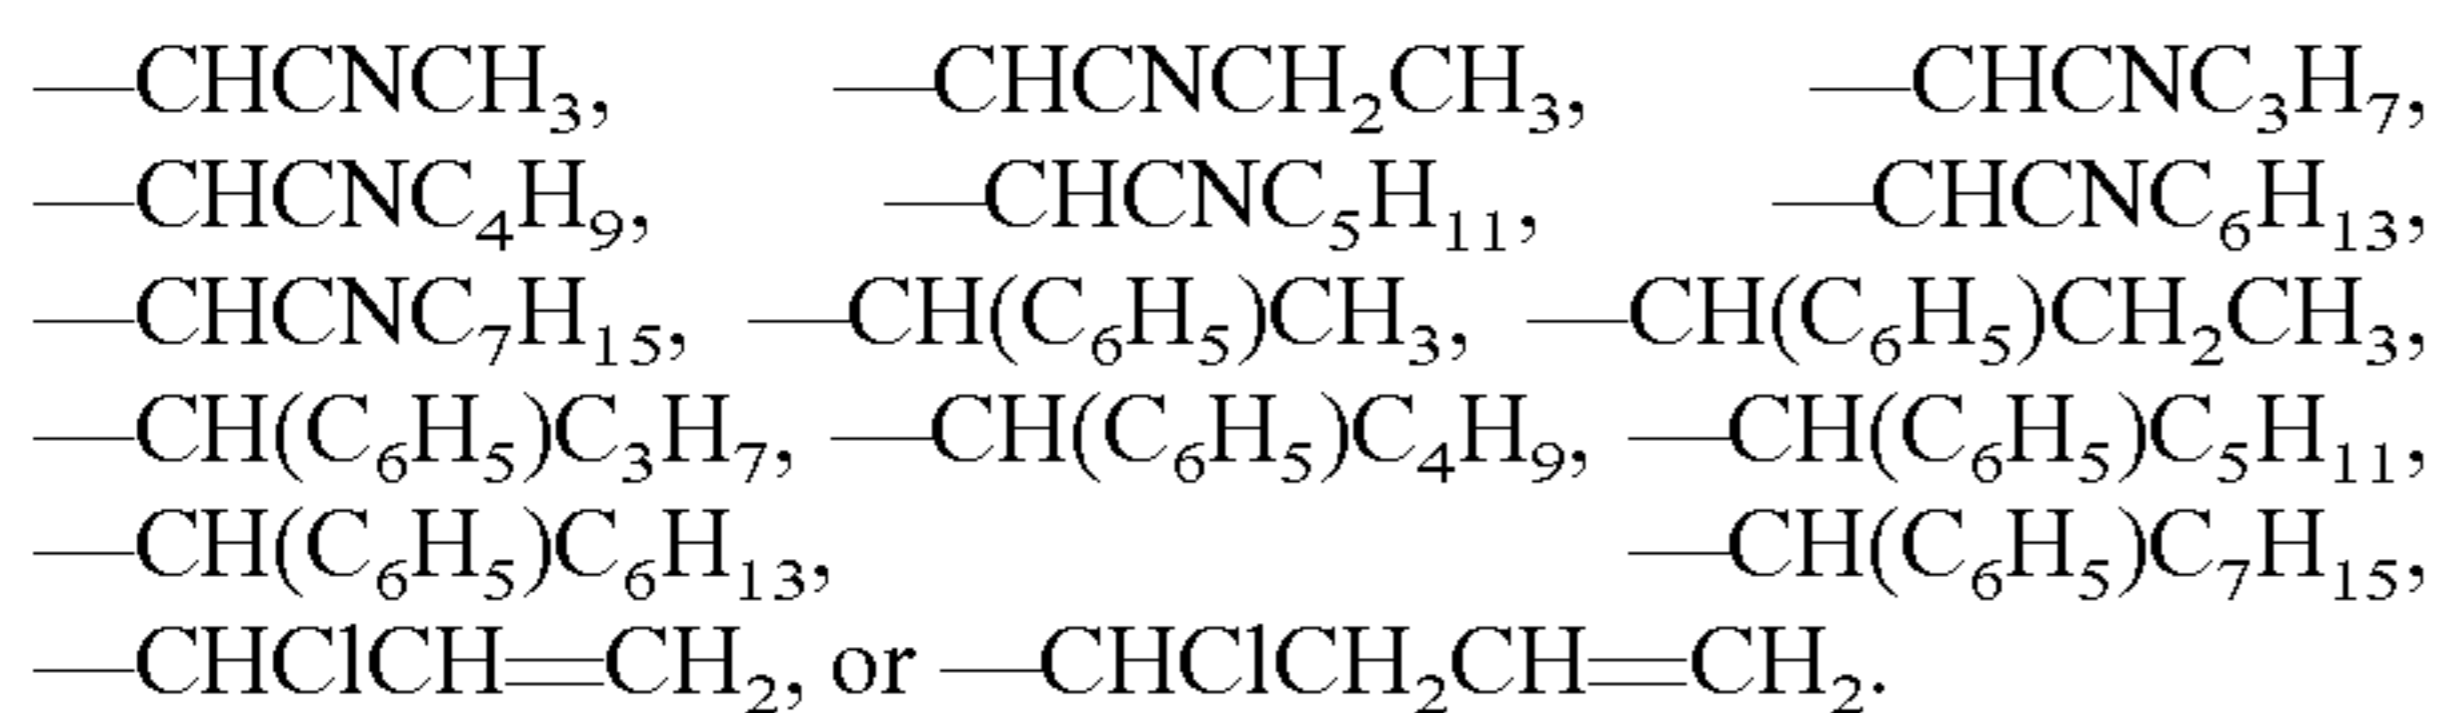 —CHCNCH₃, —CHCNCH₂CH₃, —CHCNC₃H₇,
—CHCNC₄H₉, —CHCNC₅H₁₁, —CHCNC₆H₁₃,
—CHCNC₇H₁₅, —CH(C₆H₅)CH₃, —CH(C₆H₅)CH₂CH₃,
—CH(C₆H₅)C₃H₇, —CH(C₆H₅)C₄H₉, —CH(C₆H₅)C₅H₁₁,
—CH(C₆H₅)C₆H₁₃, —CH(C₆H₅)C₇H₁₅,
—CHClCH=CH₂, or —CHClCH₂CH=CH₂.